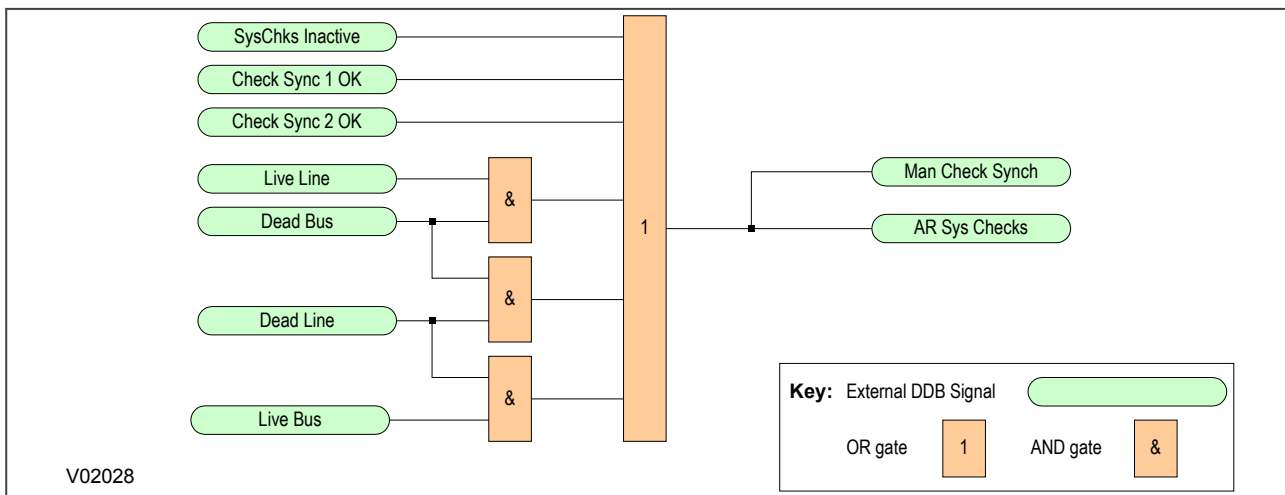 SysChks Inactive
Check Sync 1 OK
Check Sync 2 OK
Live Line
&
Dead Bus
Man Check Synch
1
AR Sys Checks
&
Dead Line
&
Live Bus
Key: External DDB Signal
OR gate 1 AND gate &
V02028